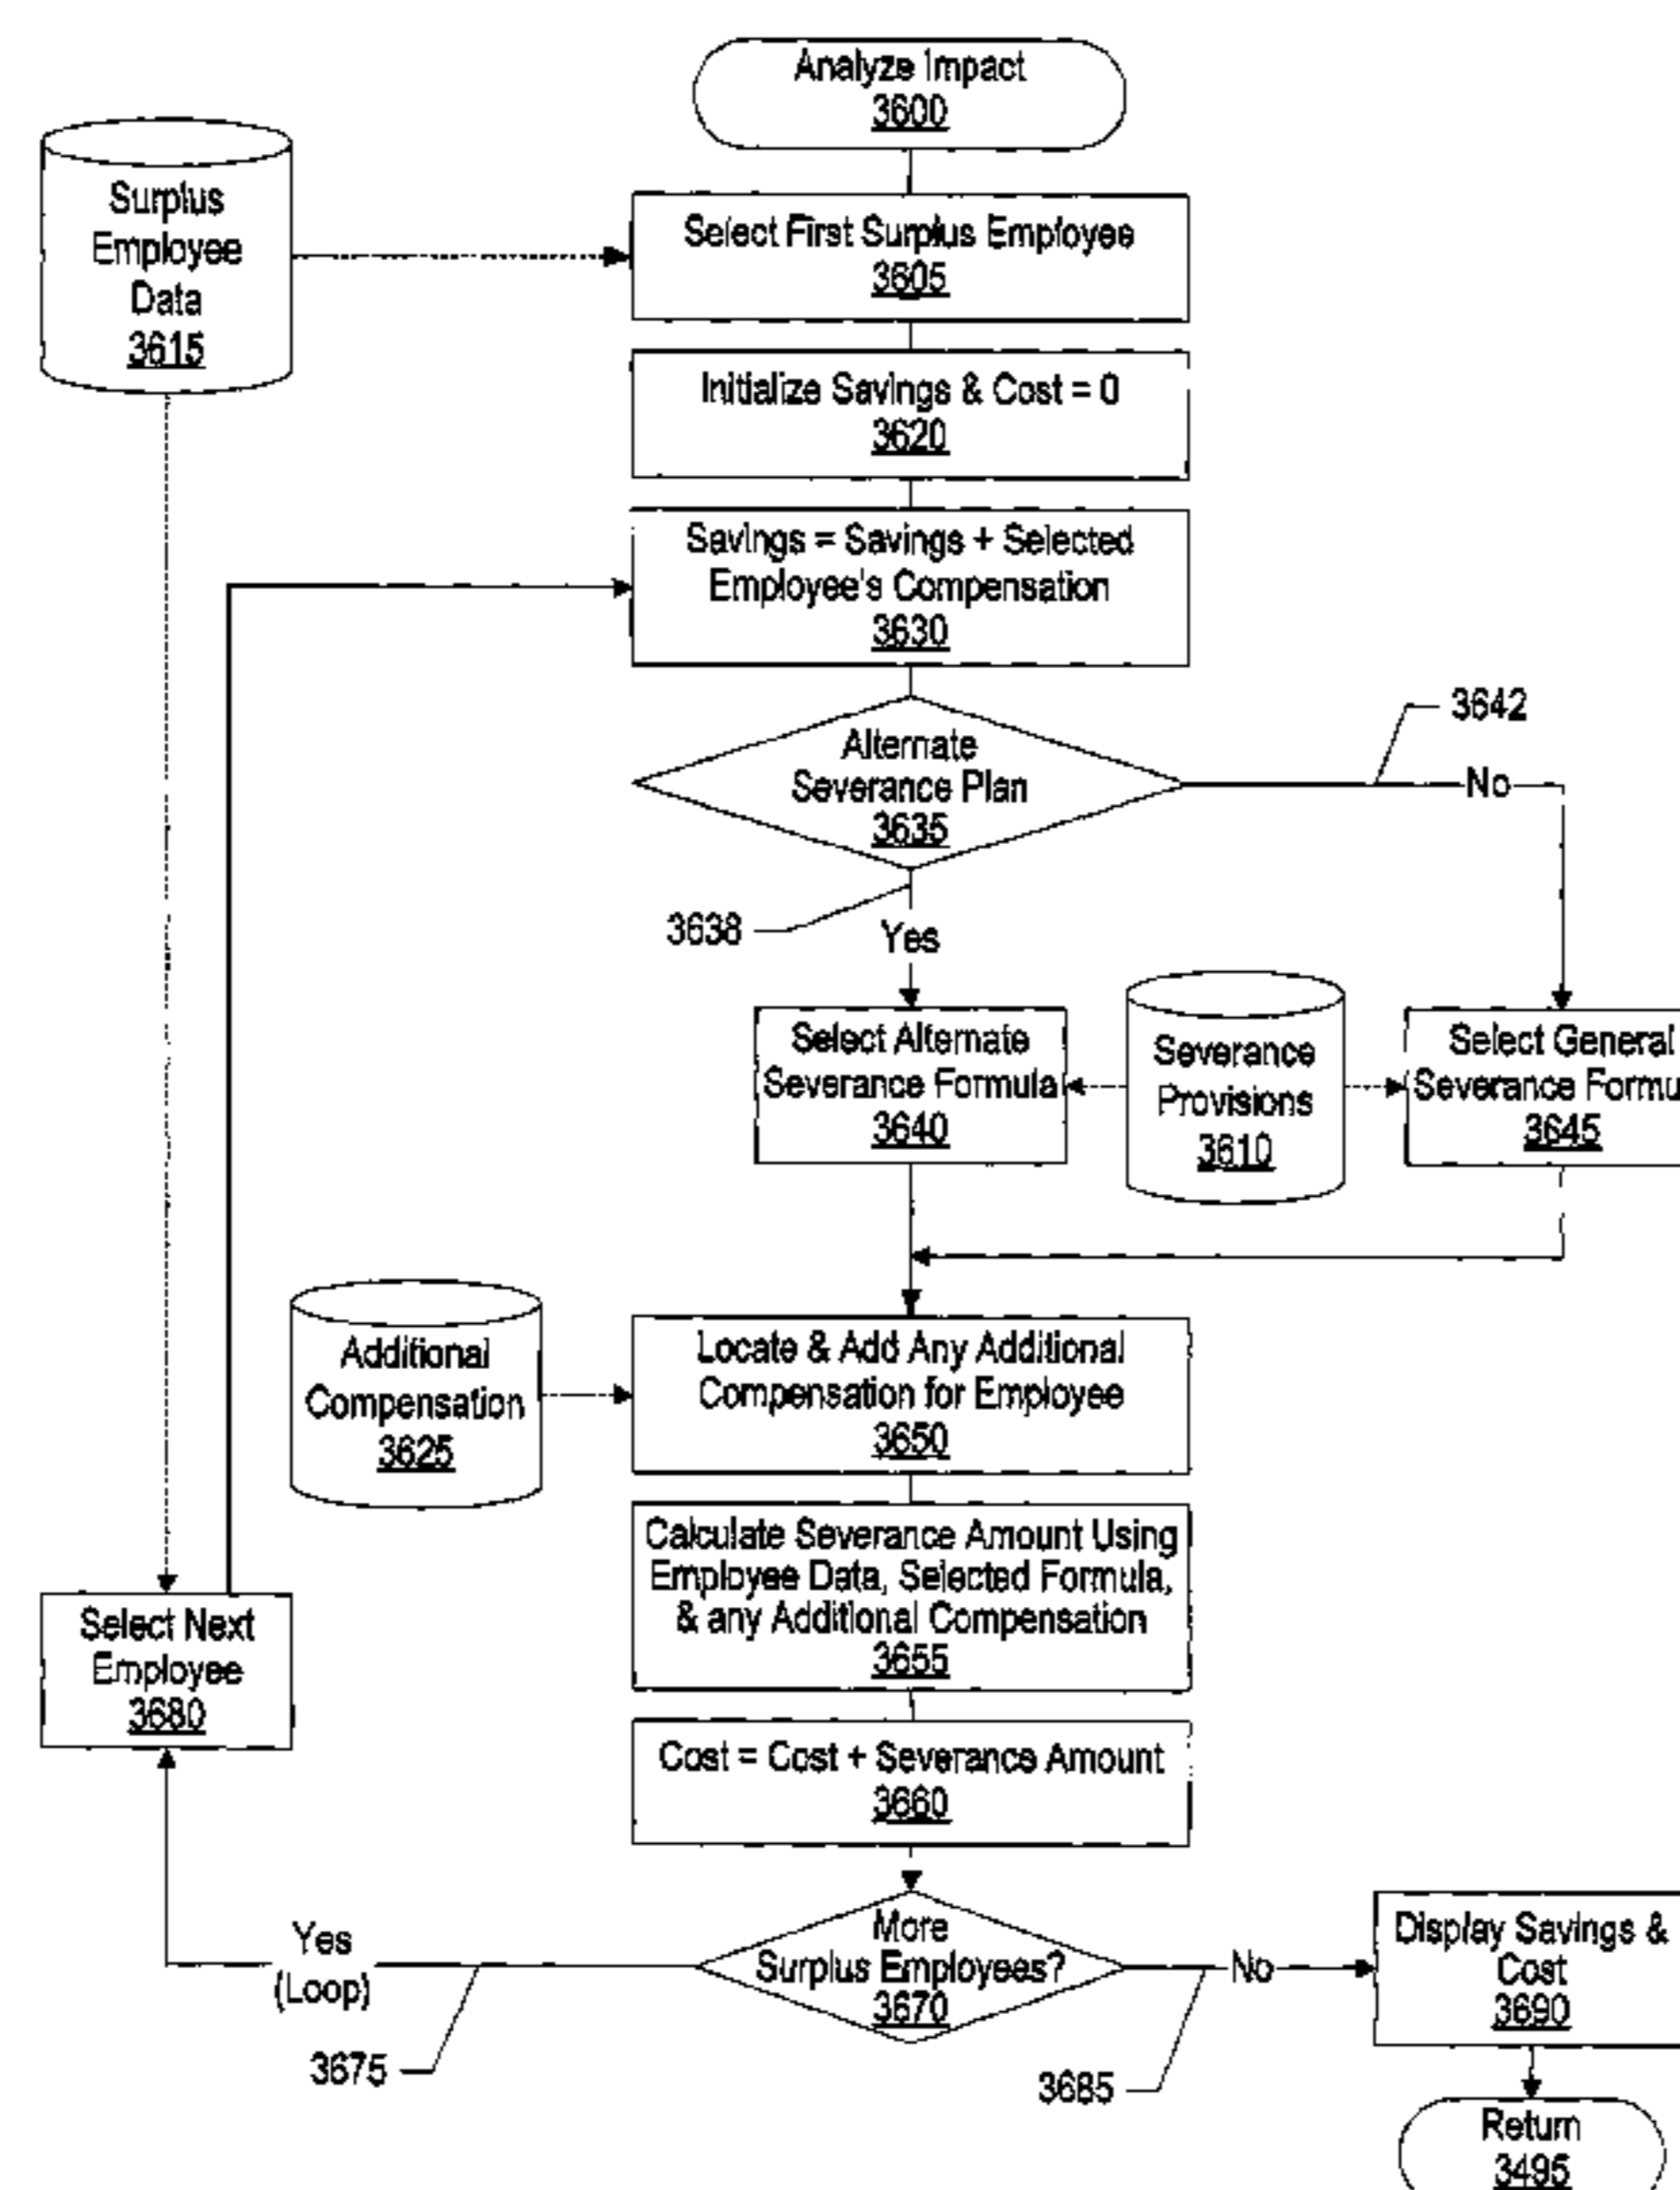 Analyze Impact
3600
Surplus
Employee
Data
3615
Select First Surplus Employee
3605
Initialize Savings & Cost = 0
3620
Savings = Savings + Selected
Employee's Compensation
3630
Alternate
Severance Plan
3635
3642
No
3638
Yes
Select Alternate
Severance Formula
3640
Severance
Provisions
3610
Select General
Severance Formu
3645
Additional
Compensation
3625
Locate & Add Any Additional
Compensation for Employee
3650
Calculate Severance Amount Using
Employee Data, Selected Formula,
& any Additional Compensation
3655
Select Next
Employee
3680
Cost = Cost + Severance Amount
3660
More
Surplus Employees?
3670
Yes
(Loop)
3675
No
3685
Display Savings &
Cost
3690
Return
3495